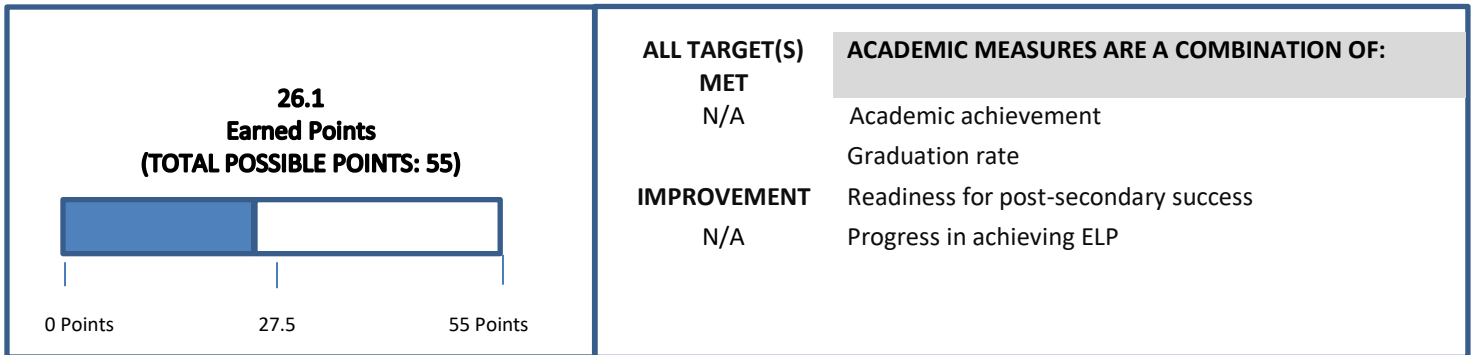 26.1
Earned Points
(TOTAL POSSIBLE POINTS: 55)
0 Points
27.5
55 Points
ALL TARGET(S)
MET
N/A
IMPROVEMENT
N/A
ACADEMIC MEASURES ARE A COMBINATION OF:
Academic achievement
Graduation rate
Readiness for post-secondary success
Progress in achieving ELP